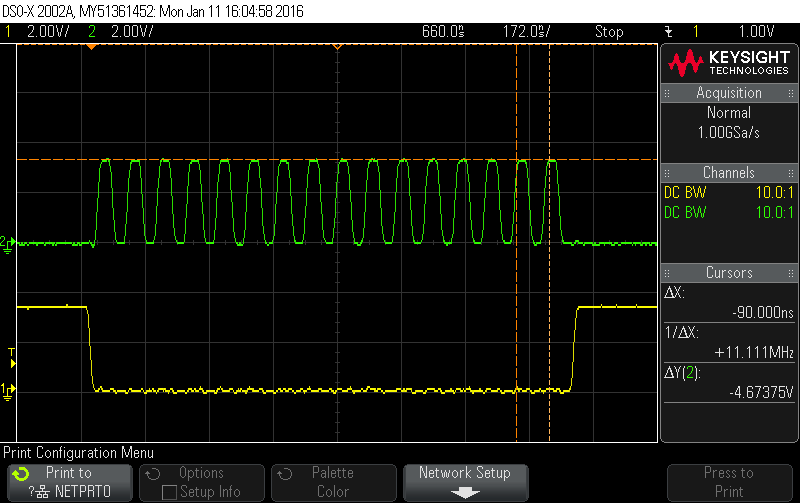 DSO-X 2002A, MY51361452: Mon Jan 11 16:04:58 2016
1 2.00V/ 2 2.00V/ 660.0ns 172.0s/ Stop 1 1.00V
KEYSIGHT
TECHNOLOGIES
Acquisition
Normal
1.00GSa/s
Channels
DC BW 10.0:1
DC BW 10.0:1
Cursors
ΔX:
-90.000ns
1/ΔX:
+11.111MHz
ΔY(2):
-4.67375V
2
T
1
Print Configuration Menu
Print to
? NETPRT0
Options
Setup Info
Palette
Color
Network Setup
Press to
Print